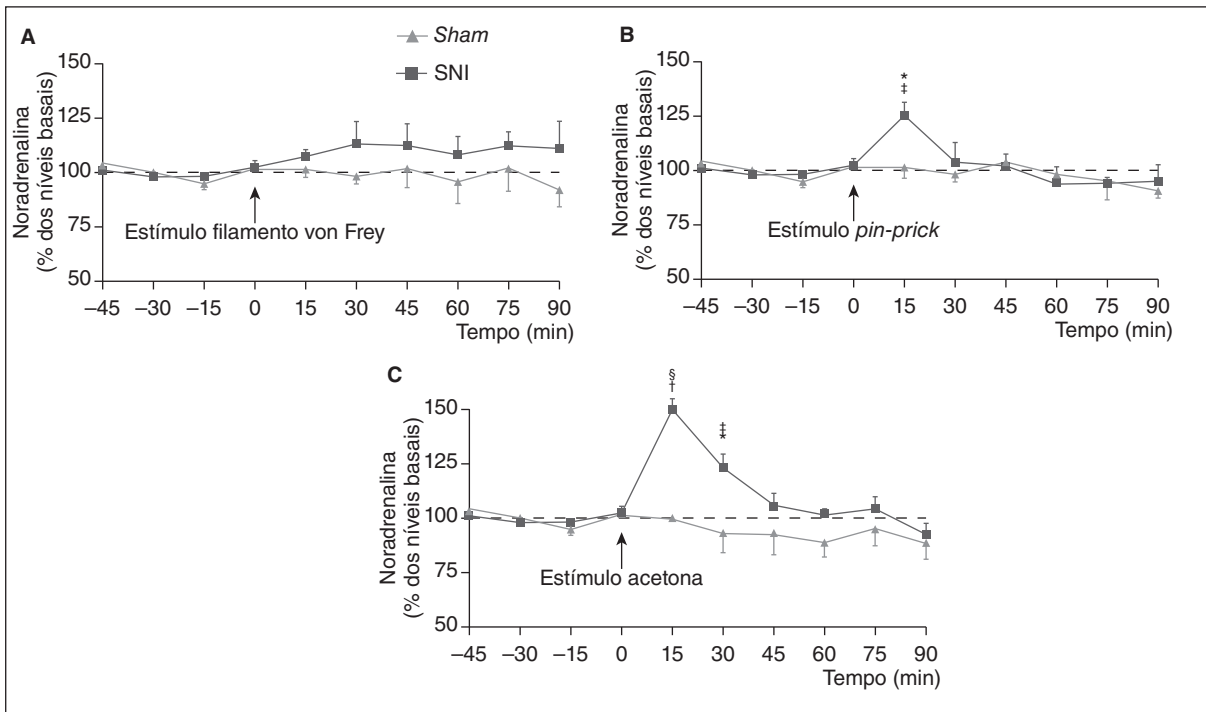 A
Sham
SNI
Noradrenalina
(% dos níveis basais)
150
125
100
75
50
Estímulo filamento von Frey
–45 –30 –15 0 15 30 45 60 75 90
Tempo (min)
B
Noradrenalina
(% dos níveis basais)
150
125
100
75
50
*
‡
Estímulo pin-prick
–45 –30 –15 0 15 30 45 60 75 90
Tempo (min)
C
Noradrenalina
(% dos níveis basais)
150
125
100
75
50
§
†
‡
*
Estímulo acetona
–45 –30 –15 0 15 30 45 60 75 90
Tempo (min)